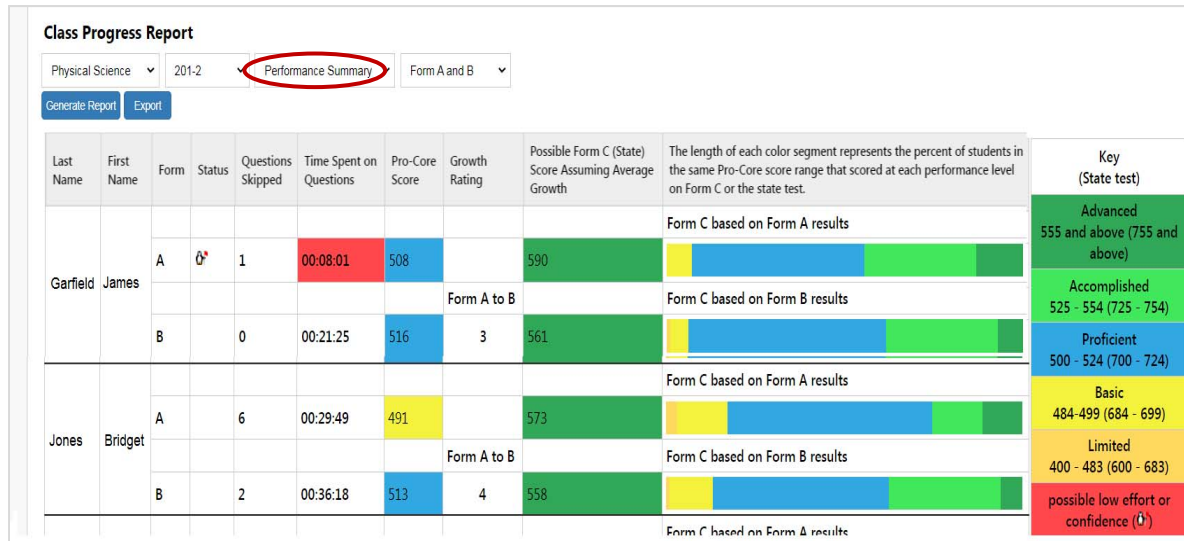 Class Progress Report
Physical Science 201-2 Performance Summary Form A and B
Generate Report Export
Last Name First Name Form Status Questions Skipped Time Spent on Questions Pro-Core Score Growth Rating Possible Form C (State) Score Assuming Average Growth The length of each color segment represents the percent of students in the same Pro-Core score range that scored at each performance level on Form C or the state test.
Form C based on Form A results
Garfield James A 1 00:08:01 508 590
Form A to B Form C based on Form B results
B 0 00:21:25 516 3 561
Form C based on Form A results
Jones Bridget A 6 00:29:49 491 573
Form A to B Form C based on Form B results
B 2 00:36:18 513 4 558
Form C based on Form A results
Key
(State test)
Advanced
555 and above (755 and
above)
Accomplished
525 - 554 (725 - 754)
Proficient
500 - 524 (700 - 724)
Basic
484-499 (684 - 699)
Limited
400 - 483 (600 - 683)
possible low effort or
confidence ( )